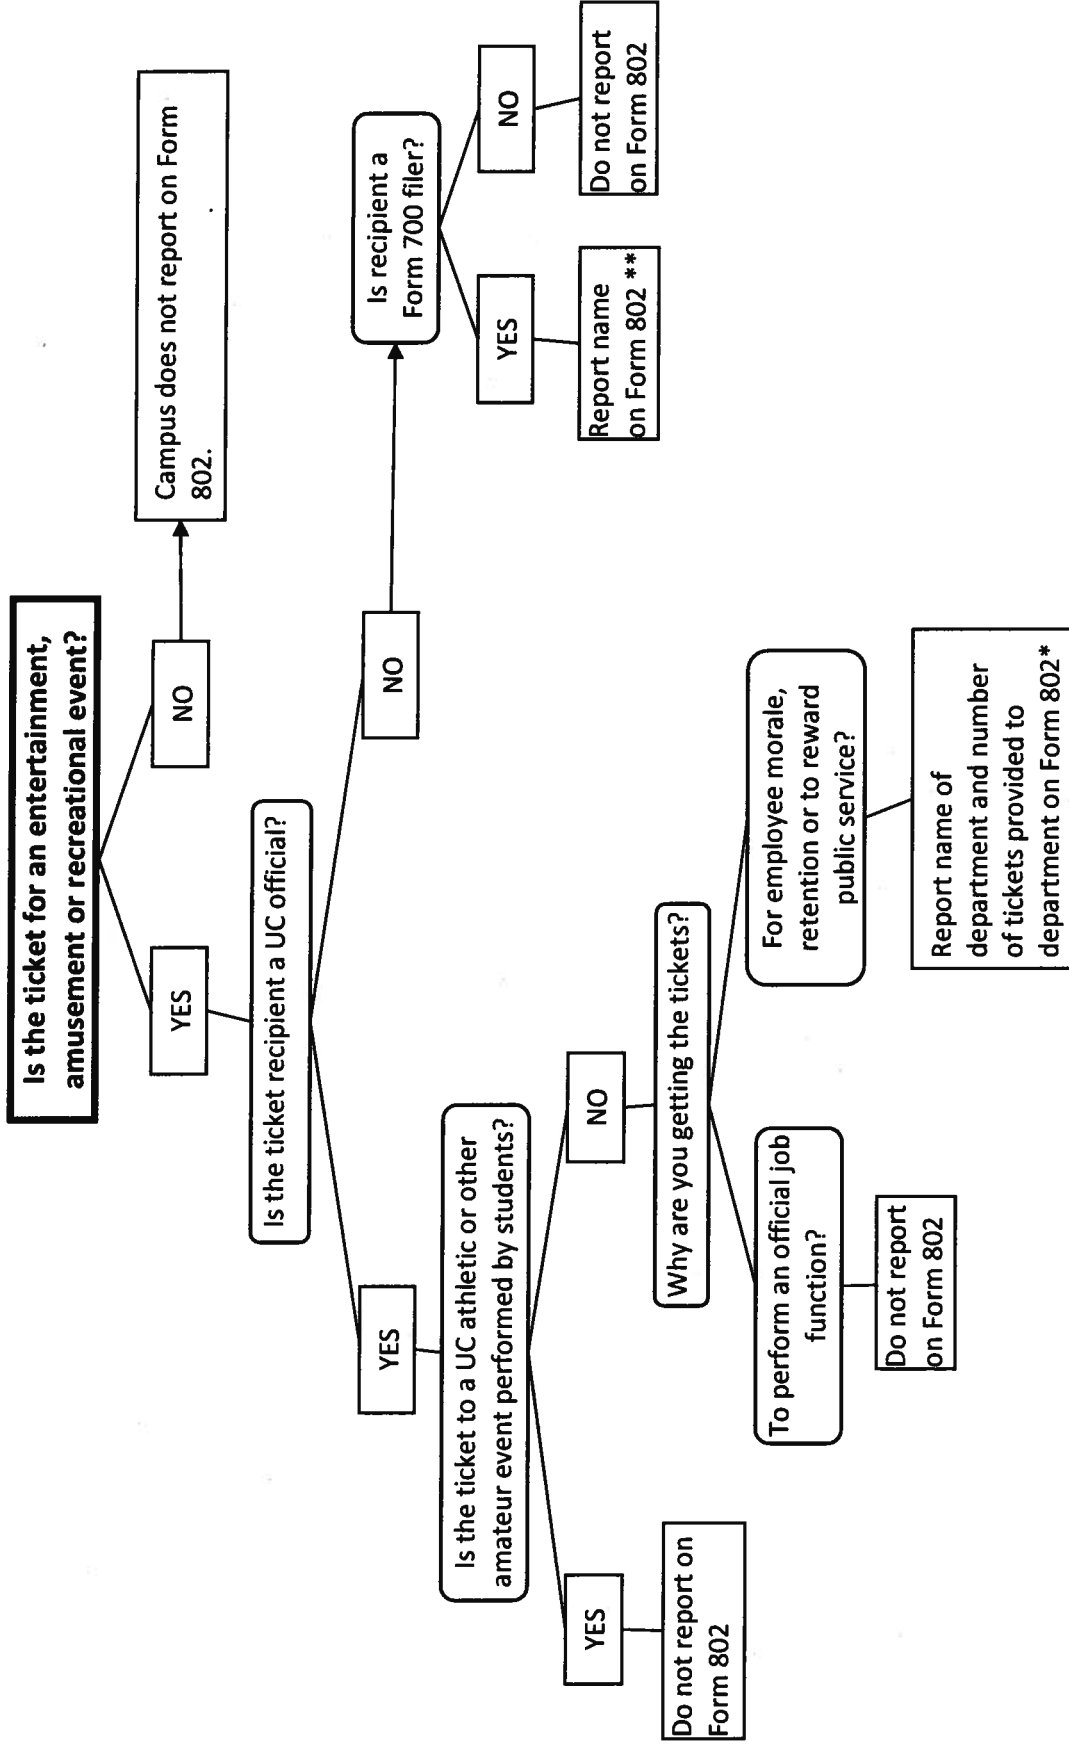 Is the ticket for an entertainment,
amusement or recreational event?
YES
NO
Campus does not report on Form
802.
Is the ticket recipient a UC official?
YES
NO
Is recipient a
Form 700 filer?
YES
NO
Report name
on Form 802 **
Do not report
on Form 802
Is the ticket to a UC athletic or other
amateur event performed by students?
YES
NO
Do not report on
Form 802
Why are you getting the tickets?
To perform an official job
function?
For employee morale,
retention or to reward
public service?
Do not report
on Form 802
Report name of
department and number
of tickets provided to
department on Form 802*